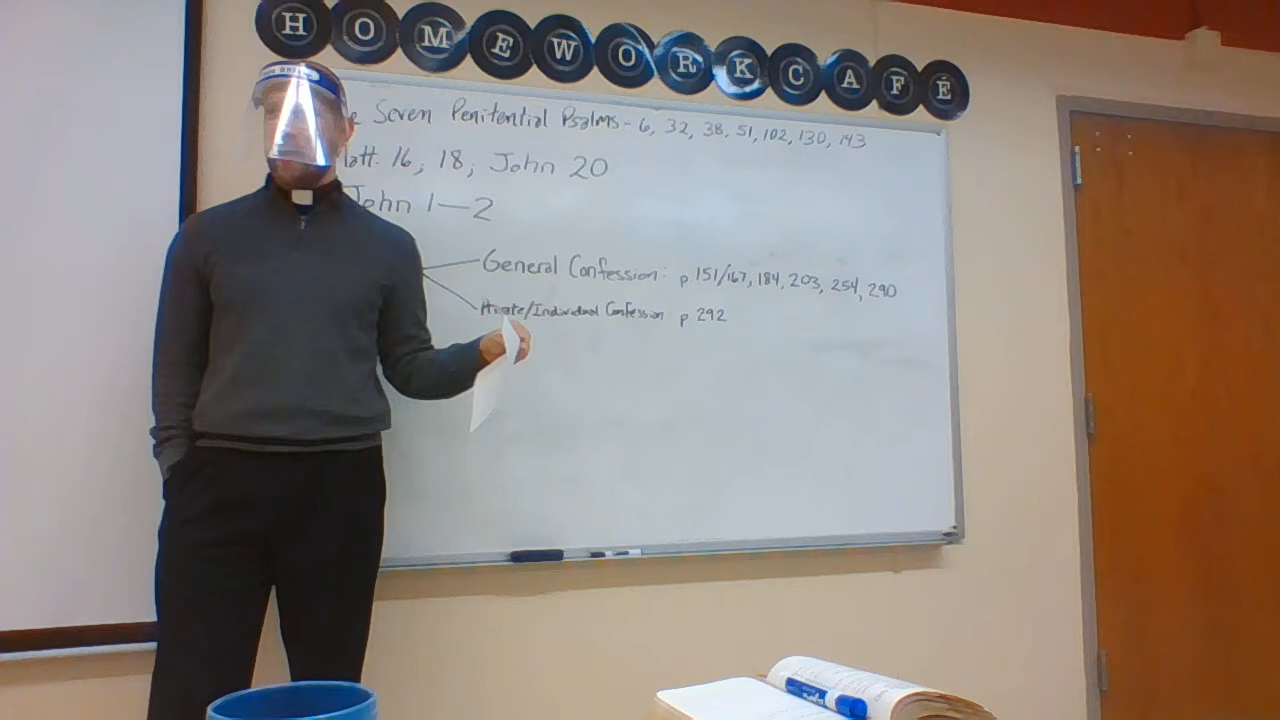 HOMEWORKCAFÉ
e Seven Penitential Psalms - 6, 32, 38, 51, 102, 130, 143
Matt. 16, 18; John 20
John 1—2
General Confession: p 151/167, 184, 203, 254, 290
Private/Individual Confession p 292